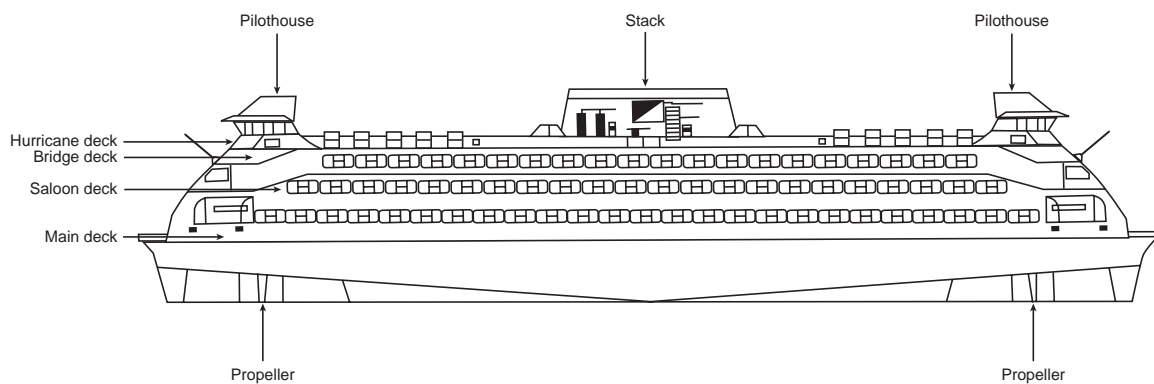 Pilothouse
Stack
Pilothouse
Hurricane deck
Bridge deck
Saloon deck
Main deck
Propeller
Propeller